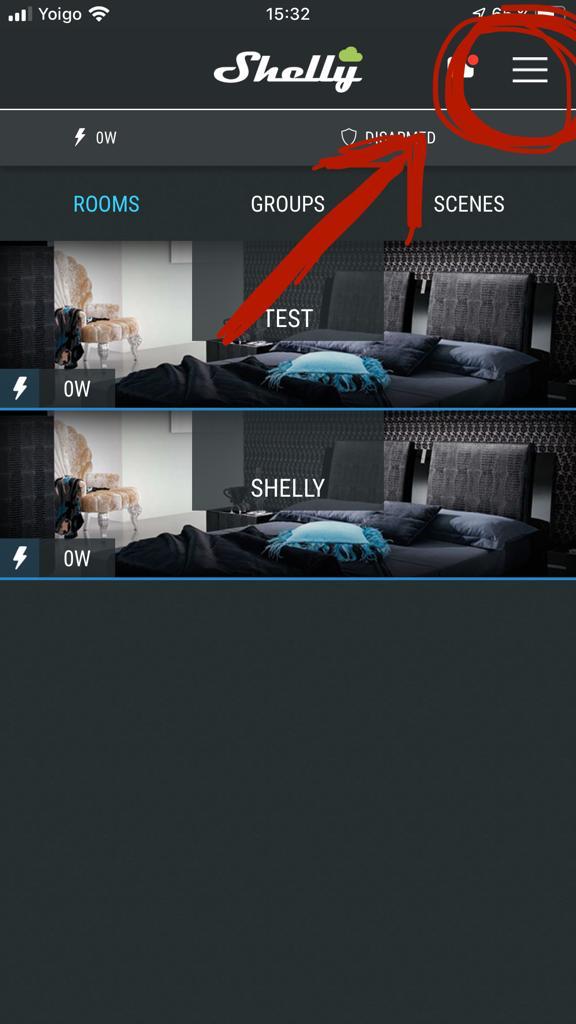 Yoigo 15:32
Shelly
0W DISARMED
ROOMS GROUPS SCENES
TEST
0W
SHELLY
0W